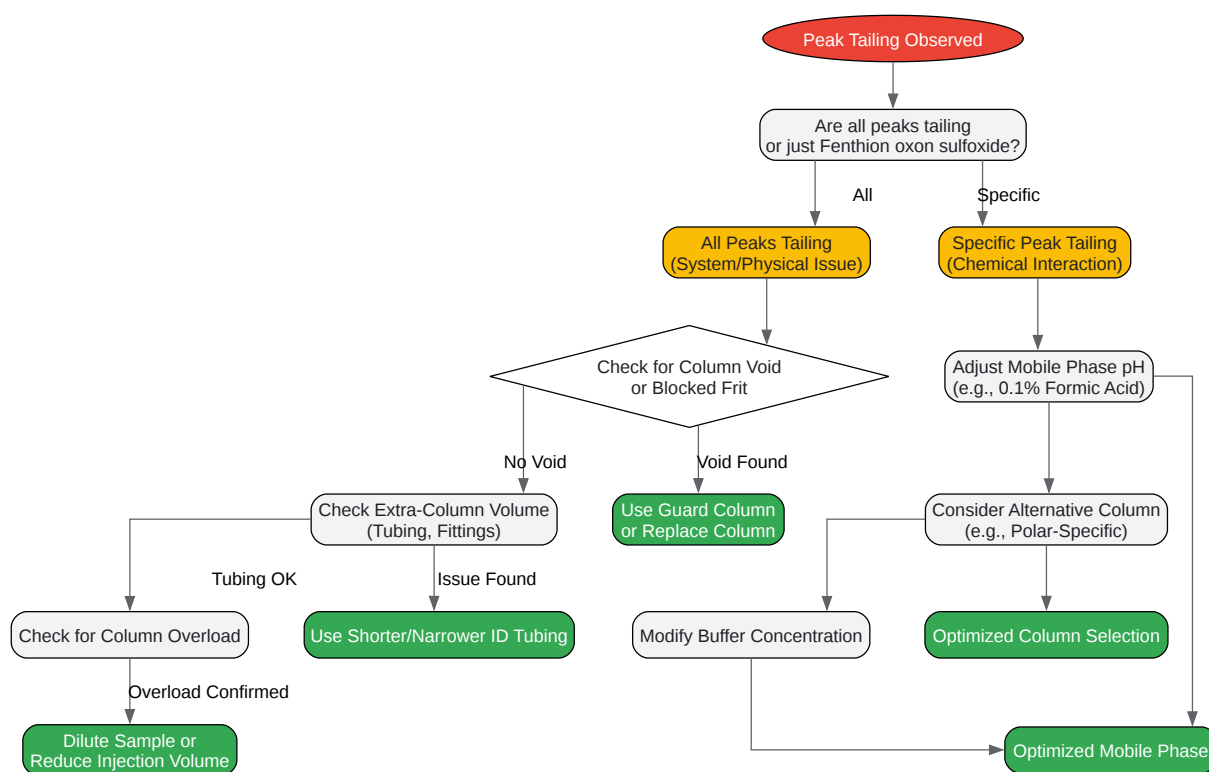 Peak Tailing Observed
Are all peaks tailing
or just Fenthion oxon sulfoxide?
All
Specific
All Peaks Tailing
(System/Physical Issue)
Specific Peak Tailing
(Chemical Interaction)
Check for Column Void
or Blocked Frit
Adjust Mobile Phase pH
(e.g., 0.1% Formic Acid)
No Void
Void Found
Check Extra-Column Volume
(Tubing, Fittings)
Use Guard Column
or Replace Column
Consider Alternative Column
(e.g., Polar-Specific)
Tubing OK
Issue Found
Check for Column Overload
Use Shorter/Narrower ID Tubing
Modify Buffer Concentration
Optimized Column Selection
Overload Confirmed
Dilute Sample or
Reduce Injection Volume
Optimized Mobile Phase